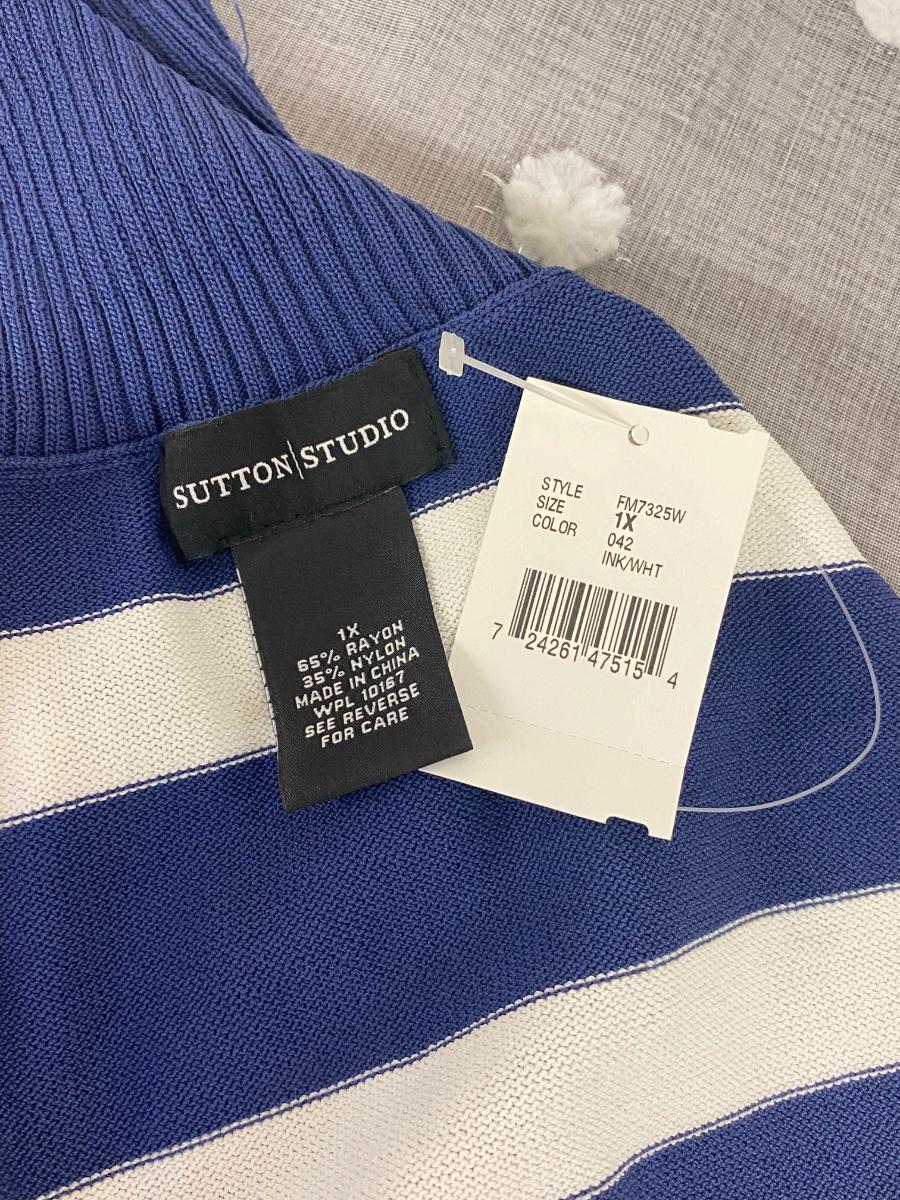 SUTTON|STUDIO
1X
65% RAYON
35% NYLON
MADE IN CHINA
WPL 10167
SEE REVERSE
FOR CARE
STYLE FM7325W
SIZE 1X
COLOR 042
INK/WHT
7 24261 47515 4